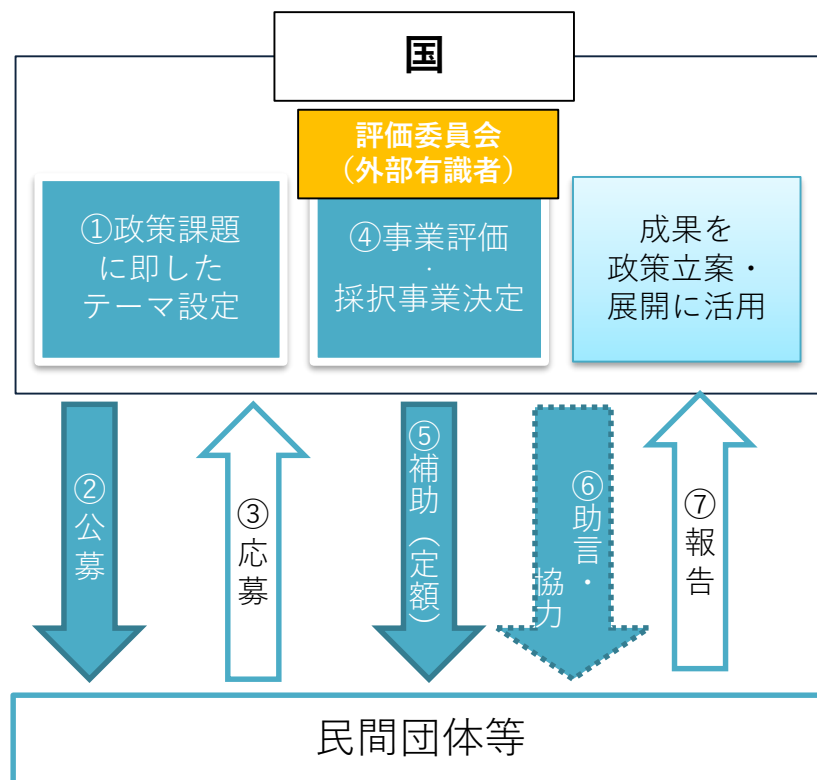 国
評価委員会
（外部有識者）
①政策課題
に即した
テーマ設定
④事業評価
・
採択事業決定
成果を
政策立案・
展開に活用
②公募
③応募
⑤補助（定額）
⑥助言・
協力
⑦報告
民間団体等